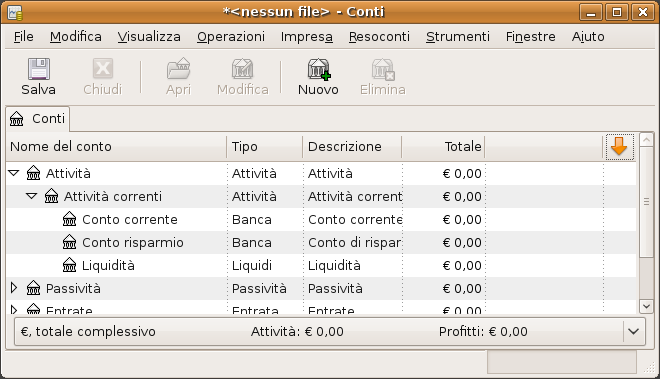 *<nessun file> - Conti
File Modifica Visualizza Operazioni Impresa Resoconti Strumenti Finestre Aiuto
Salva Chiudi Apri Modifica Nuovo Elimina
Conti
Nome del conto Tipo Descrizione Totale
Attività Attività Attività € 0,00
Attività correnti Attività Attività corrent € 0,00
Conto corrente Banca Conto corrente € 0,00
Conto risparmio Banca Conto di rispar € 0,00
Liquidità Liquidi Liquidità € 0,00
Passività Passività Passività € 0,00
Entrate Entrata Entrate € 0,00
€, totale complessivo Attività: € 0,00 Profitti: € 0,00